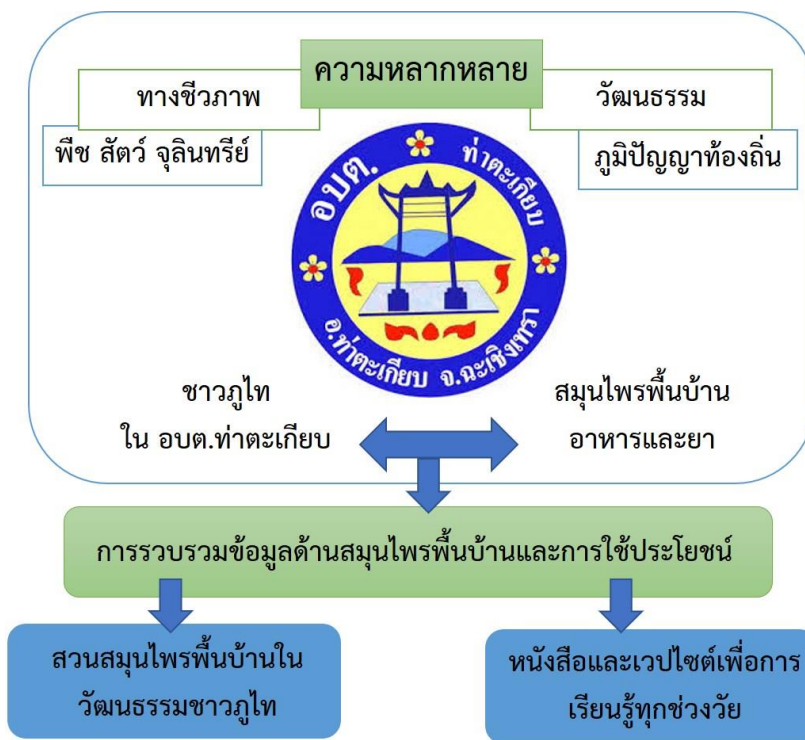 ความหลากหลาย
ทางชีวภาพ
วัฒนธรรม
พืช สัตว์ จุลินทรีย์
ภูมิปัญญาท้องถิ่น
อบต. ท่าตะเกียบ
อ.ท่าตะเกียบ จ.ฉะเชิงเทรา
ชาวภูไท
ใน อบต.ท่าตะเกียบ
สมุนไพรพื้นบ้าน
อาหารและยา
การรวบรวมข้อมูลด้านสมุนไพรพื้นบ้านและการใช้ประโยชน์
สวนสมุนไพรพื้นบ้านใน
วัฒนธรรมชาวภูไท
หนังสือและเวปไซต์เพื่อการ
เรียนรู้ทุกช่วงวัย